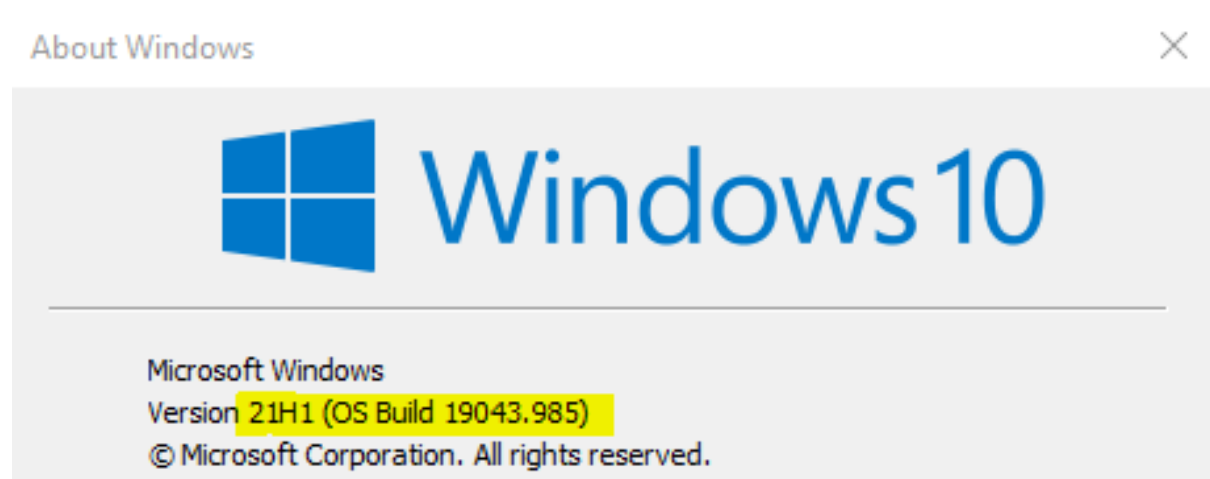 About Windows
Windows 10
Microsoft Windows
Version 21H1 (OS Build 19043.985)
© Microsoft Corporation. All rights reserved.